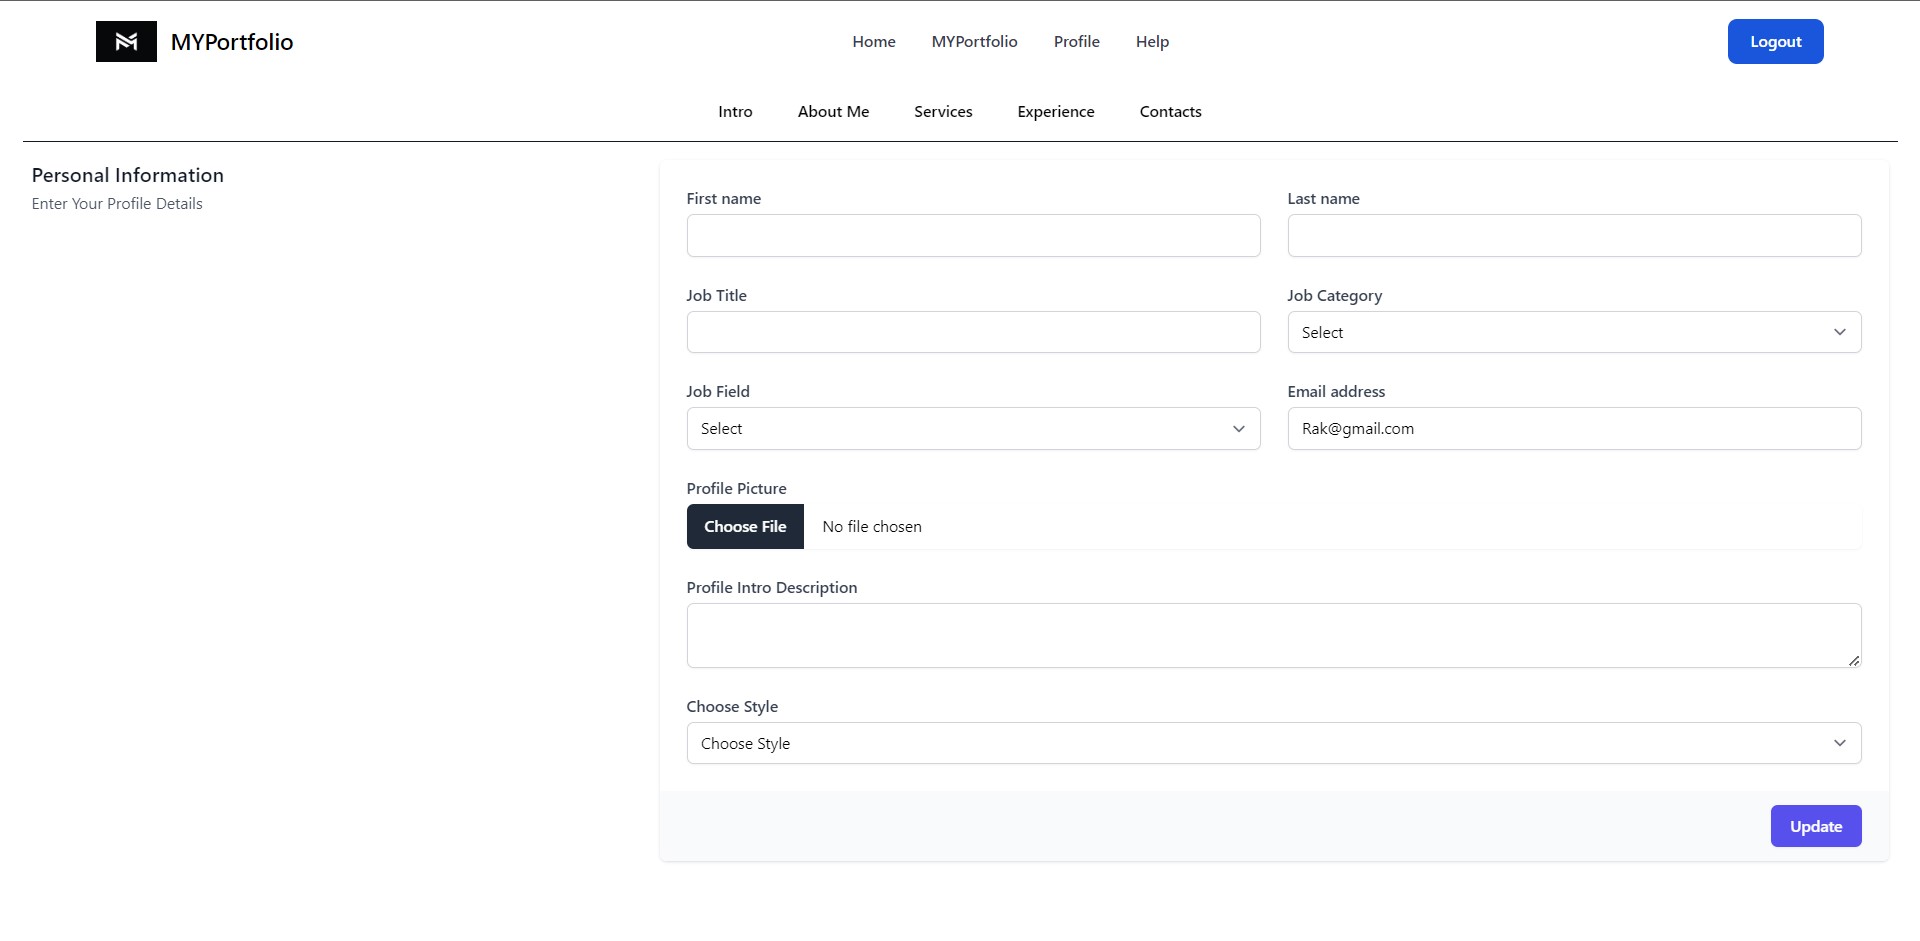 MYPortfolio
Home MYPortfolio Profile Help
Logout
Intro About Me Services Experience Contacts
Personal Information
Enter Your Profile Details
First name
Last name
Job Title
Job Category
Select
Job Field
Select
Email address
Rak@gmail.com
Profile Picture
Choose File No file chosen
Profile Intro Description
Choose Style
Choose Style
Update